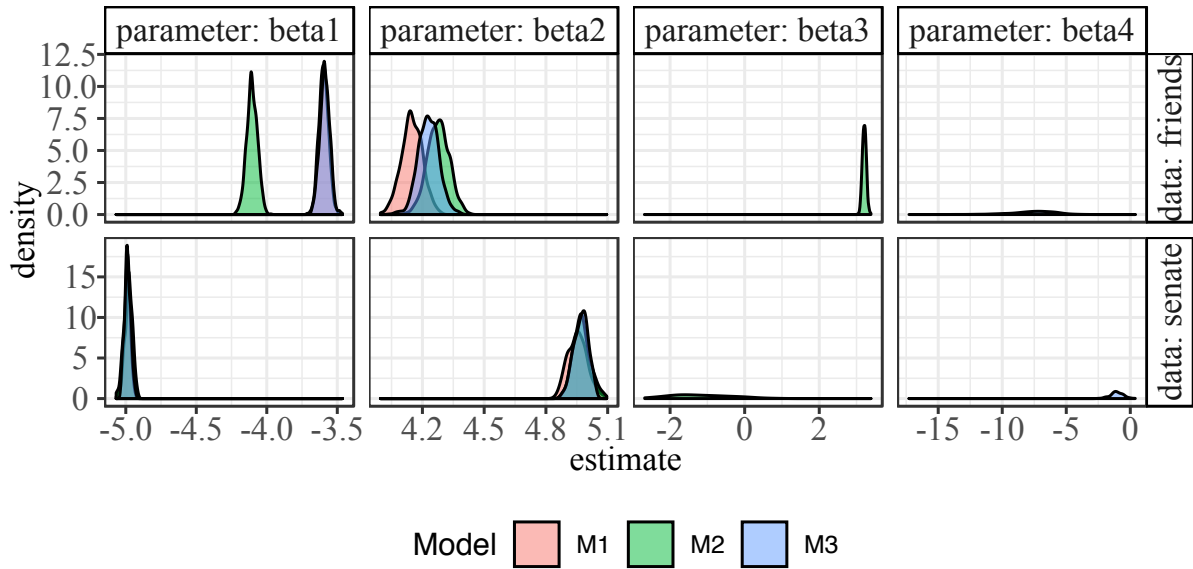 parameter: beta1 parameter: beta2 parameter: beta3 parameter: beta4
12.5
10.0
7.5
5.0
2.5
0.0
data: friends
density
15
10
5
0
data: senate
-5.0 -4.5 -4.0 -3.5 4.2 4.5 4.8 5.1 -2 0 2 -15 -10 -5 0
estimate
Model M1 M2 M3